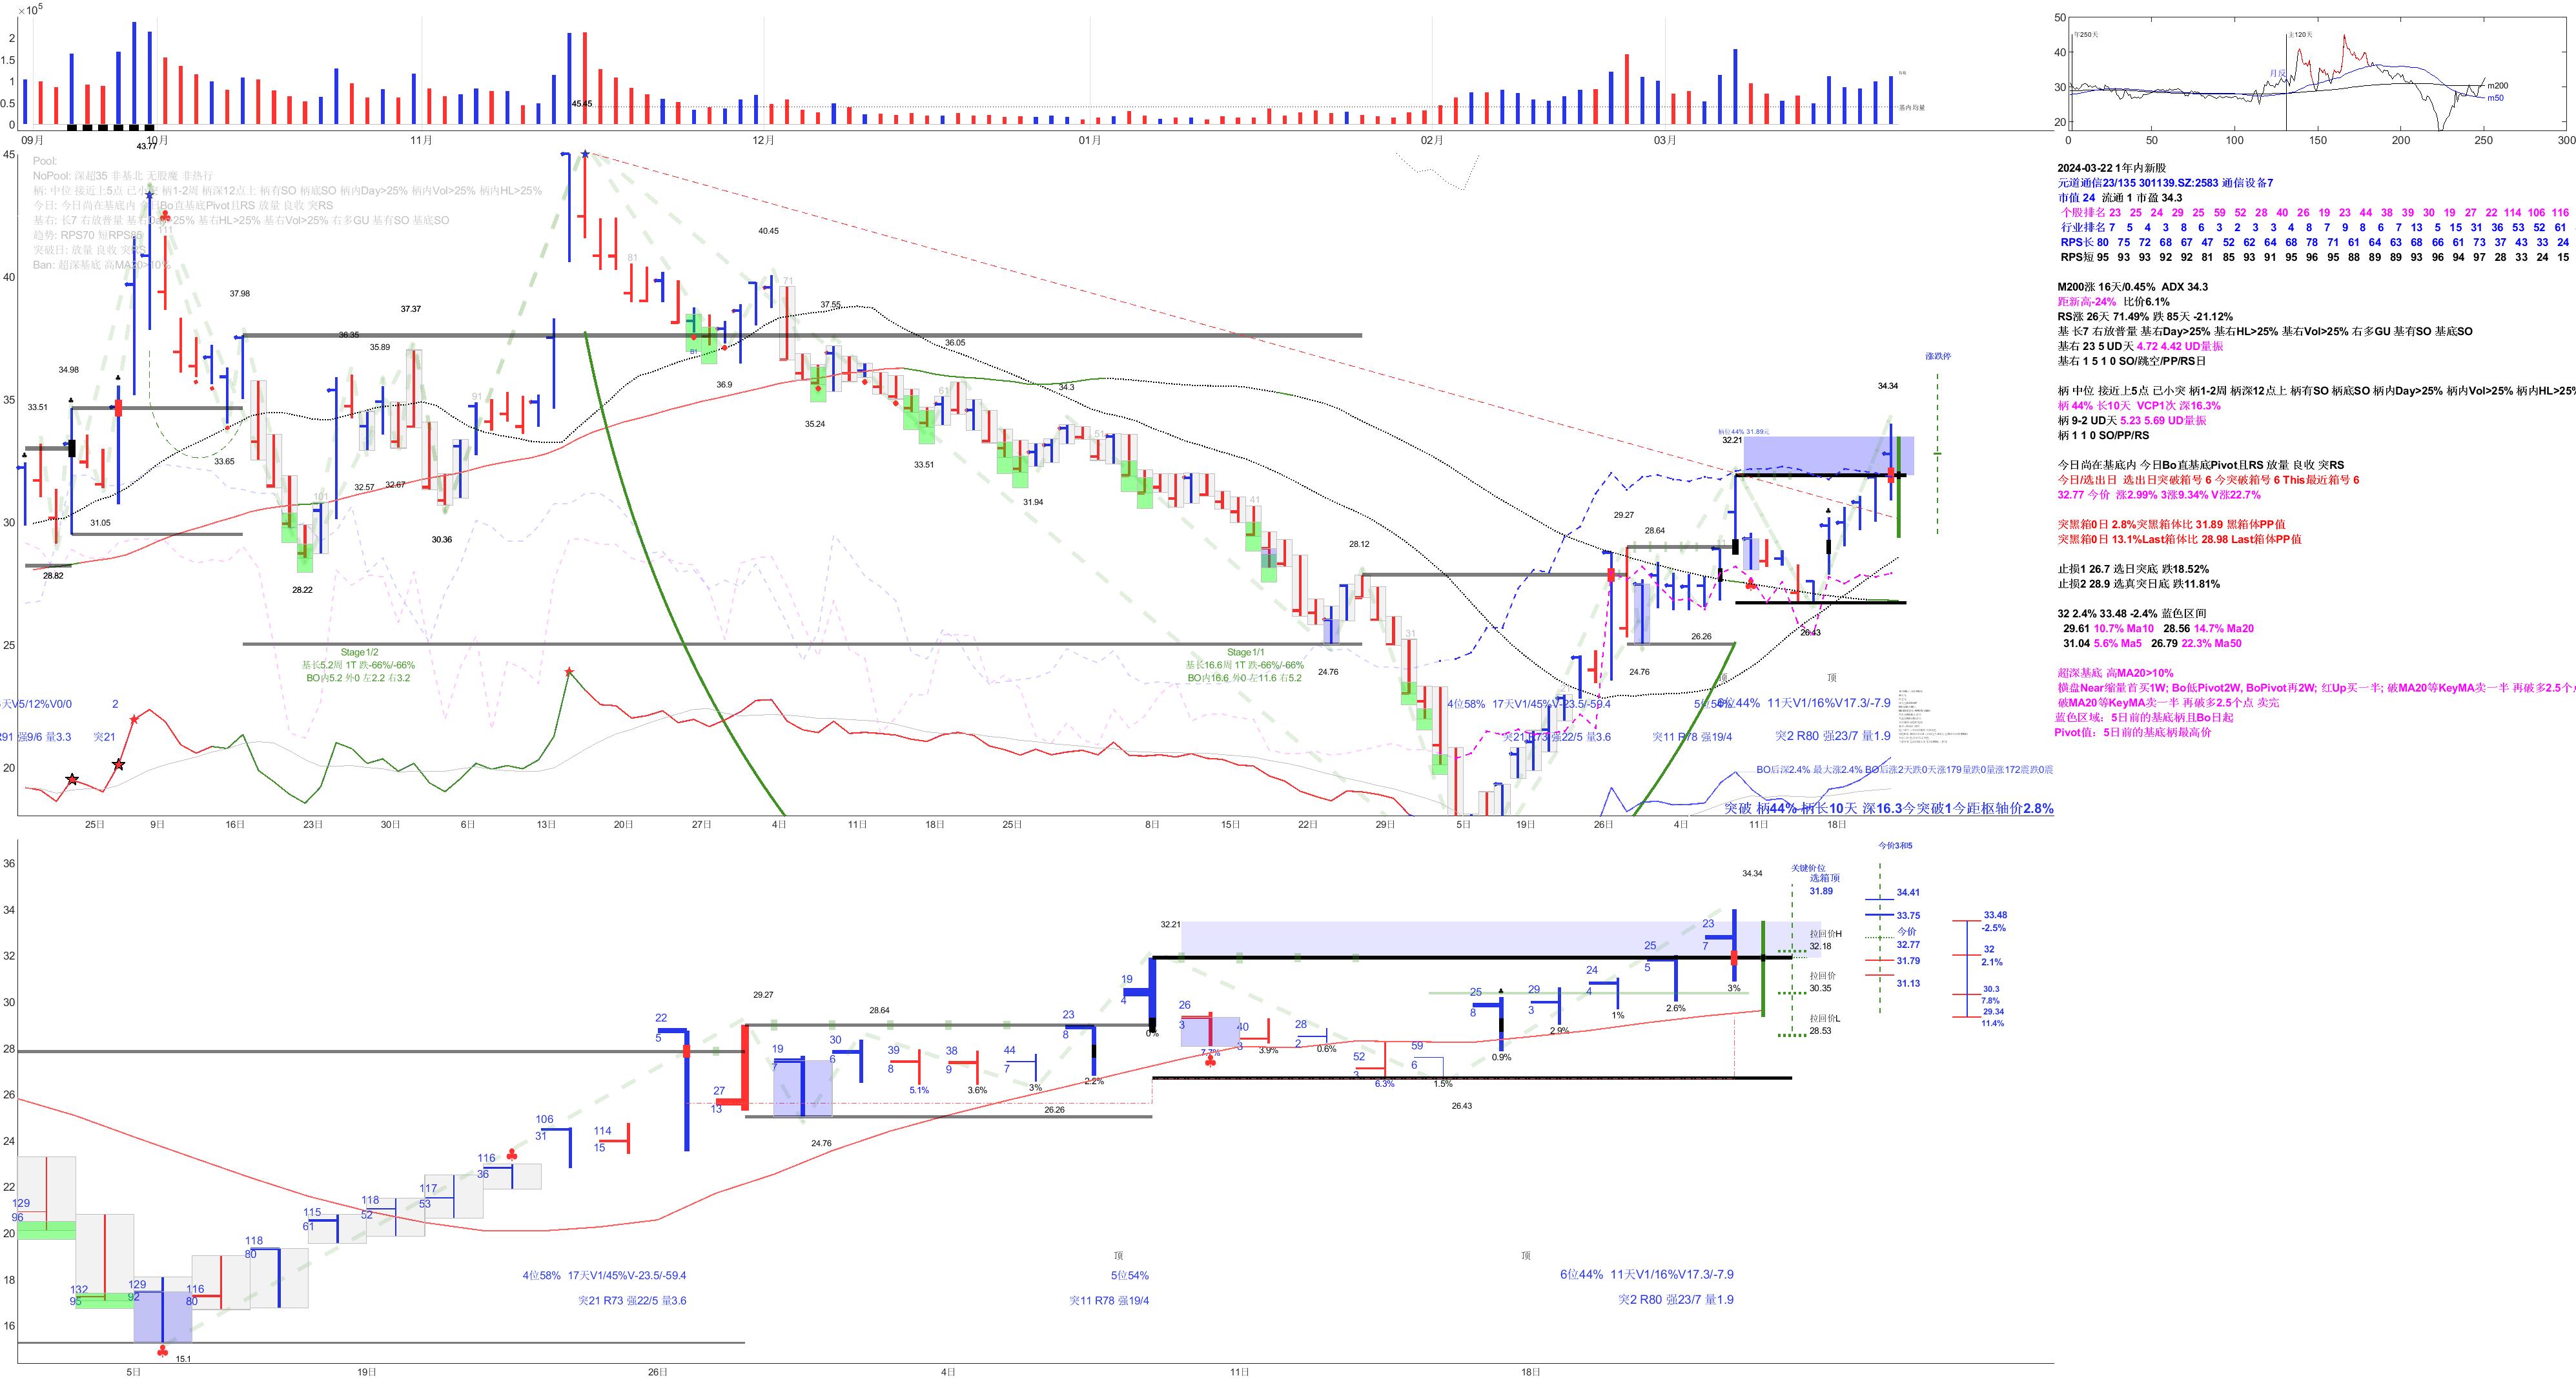 ×10⁵
2
1.5
1
0.5
0
45.45
基内均量
09月
10月
11月
12月
01月
02月
03月
43.77
50
40
30
20
年250天
主120天
月反
m200
m50
0
50
100
150
200
250
300
45
40
35
30
25
20
Pool:
NoPool: 深超35 非基北 无股魔 非热行
柄: 中位 接近上5点 已小突 柄1-2周 柄深12点上 柄有SO 柄底SO 柄内Day>25% 柄内Vol>25% 柄内HL>25%
今日: 今日尚在基底内 今日Bo直基底Pivot且RS 放量 良收 突RS
基右: 长7 右放普量 基右Day>25% 基右HL>25% 基右Vol>25% 右多GU 基有SO 基底SO
趋势: RPS70 短RPS85
突破日: 放量 良收 突RS
Ban: 超深基底 高MA20>10%
111
37.98
34.98
33.51
31.05
28.82
33.65
28.22
101
36.35
35.89
37.37
32.57
32.67
30.36
91
81
B1
40.45
71
37.55
36.9
35.24
36.05
61
33.51
34.3
51
31.94
41
28.12
24.76
31
29.27
28.64
24.76
26.26
柄位44% 31.89元
32.21
26.43
34.34
涨跌停
Stage1/2
基长5.2周 1T 跌-66%/-66%
BO内5.2 外0 左2.2 右3.2
Stage1/1
基长16.6周 1T 跌-66%/-66%
BO内16.6 外0 左11.6 右5.2
天V5/12%V0/0
2
R91 强9/6 量3.3
突21
4位58% 17天V1/45%V-23.5/-59.4
突21 R73 强22/5 量3.6
顶
突11 R78 强19/4
顶
6位44% 11天V1/16%V17.3/-7.9
突2 R80 强23/7 量1.9
BO后深2.4% 最大涨2.4% BO后涨2天跌0天涨179量跌0量涨172震跌0震
突破 柄44% 柄长10天 深16.3今突破1今距枢轴价2.8%
25日
9日
16日
23日
30日
6日
13日
20日
27日
4日
11日
18日
25日
8日
15日
22日
29日
5日
19日
26日
4日
11日
18日
2024-03-22 1年内新股
元道通信23/135 301139.SZ:2583 通信设备7
市值 24 流通 1 市盈 34.3
个股排名 23 25 24 29 25 59 52 28 40 26 19 23 44 38 39 30 19 27 22 114 106 116
行业排名 7 5 4 3 8 6 3 2 3 3 4 8 7 9 8 6 7 13 5 15 31 36 53 52 61
RPS长 80 75 72 68 67 47 52 62 64 68 78 71 61 64 63 68 66 61 73 37 43 33 24
RPS短 95 93 93 92 92 81 85 93 91 95 96 95 88 89 89 93 96 94 97 28 33 24 15
M200涨 16天/0.45% ADX 34.3
距新高-24% 比价6.1%
RS涨 26天 71.49% 跌 85天 -21.12%
基 长7 右放普量 基右Day>25% 基右HL>25% 基右Vol>25% 右多GU 基有SO 基底SO
基右 23 5 UD天 4.72 4.42 UD量振
基右 1 5 1 0 SO/跳空/PP/RS日
柄 中位 接近上5点 已小突 柄1-2周 柄深12点上 柄有SO 柄底SO 柄内Day>25% 柄内Vol>25% 柄内HL>25%
柄 44% 长10天 VCP1次 深16.3%
柄 9-2 UD天 5.23 5.69 UD量振
柄 1 1 0 SO/PP/RS
今日尚在基底内 今日Bo直基底Pivot且RS 放量 良收 突RS
今日/选出日 选出日突破箱号 6 今突破箱号 6 This最近箱号 6
32.77 今价 涨2.99% 3涨9.34% V涨22.7%
突黑箱0日 2.8%突黑箱体比 31.89 黑箱体PP值
突黑箱0日 13.1%Last箱体比 28.98 Last箱体PP值
止损1 26.7 选日突底 跌18.52%
止损2 28.9 选真突日底 跌11.81%
32 2.4% 33.48 -2.4% 蓝色区间
29.61 10.7% Ma10 28.56 14.7% Ma20
31.04 5.6% Ma5 26.79 22.3% Ma50
超深基底 高MA20>10%
横盘Near缩量首买1W; Bo低Pivot2W, BoPivot再2W; 红Up买一半; 破MA20等KeyMA卖一半 再破多2.5个点
破MA20等KeyMA卖一半 再破多2.5个点 卖完
蓝色区域: 5日前的基底柄且Bo日起
Pivot值: 5日前的基底柄最高价
36
34
32
30
28
26
24
22
20
18
16
129
96
132
95
129
92
15.1
116
80
118
80
115
61
118
52
117
53
116
36
106
31
114
15
22
5
27
13
29.27
19
7
24.76
30
6
28.64
39
8
5.1%
38
9
3.6%
44
7
3%
26.26
23
8
2.2%
19
4
0%
32.21
26
3
7.7%
40
3
3.9%
28
2
0.6%
52
3
6.3%
59
6
1.5%
26.43
25
8
0.9%
29
3
2.9%
24
4
1%
25
5
2.6%
23
7
3%
34.34
关键价位
选箱顶
31.89
拉回价H
32.18
拉回价
30.35
拉回价L
28.53
今价3和5
34.41
33.75
今价
32.77
31.79
31.13
33.48
-2.5%
32
2.1%
30.3
7.8%
29.34
11.4%
4位58% 17天V1/45%V-23.5/-59.4
突21 R73 强22/5 量3.6
顶
5位54%
突11 R78 强19/4
顶
6位44% 11天V1/16%V17.3/-7.9
突2 R80 强23/7 量1.9
5日
19日
26日
4日
11日
18日